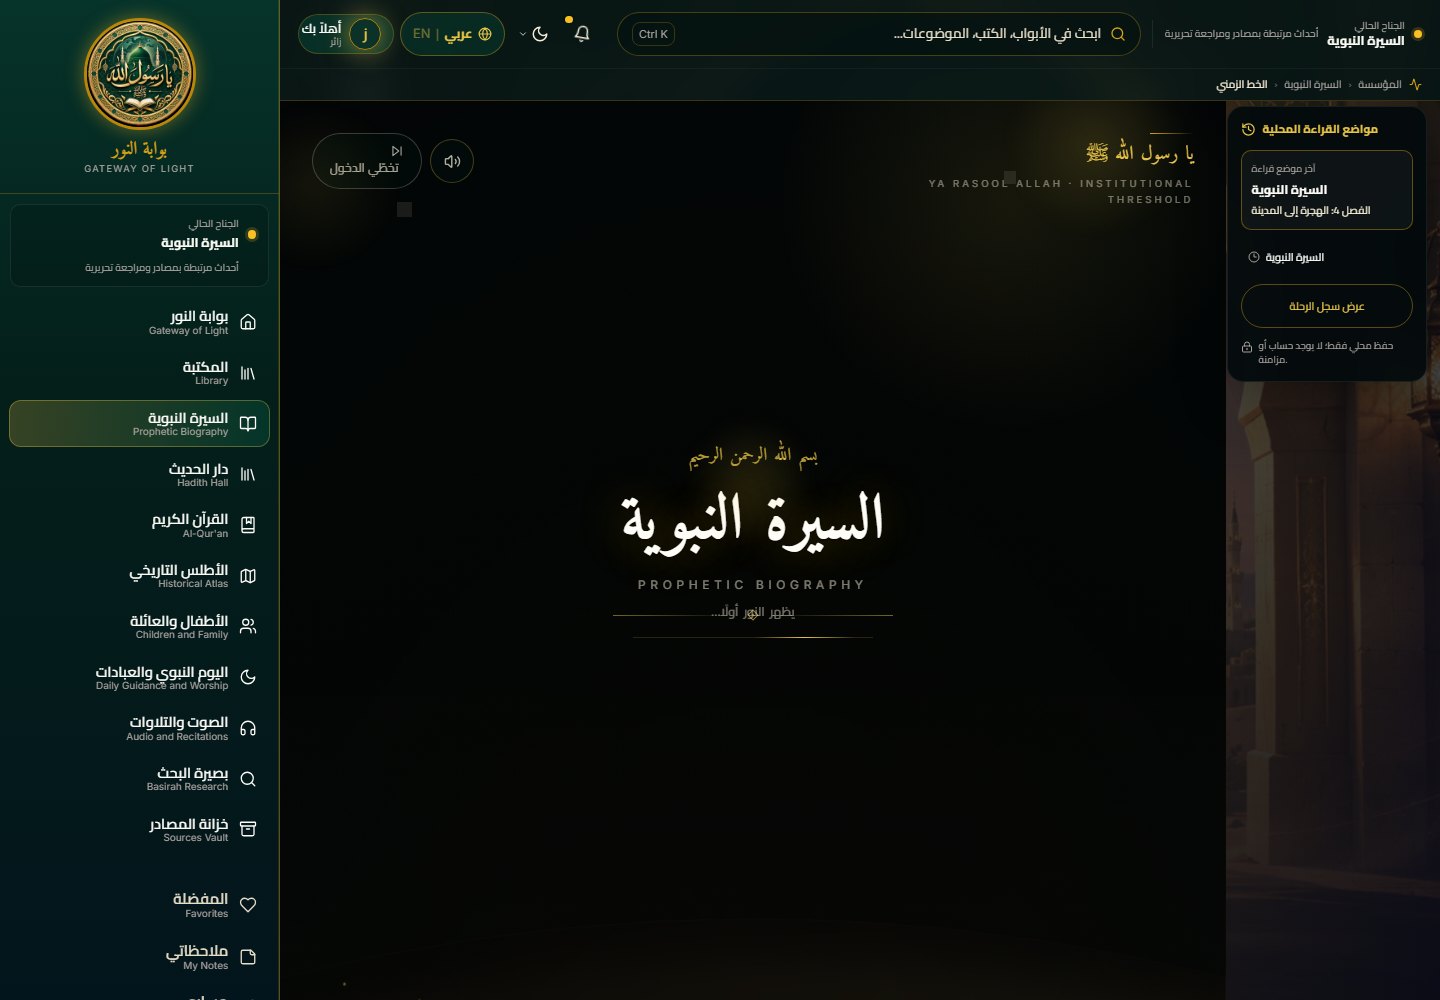 يا رسول الله
بوابة النور
GATEWAY OF LIGHT
الجناح الحالي
السيرة النبوية
أحداث مرتبطة بمصادر ومراجعة تحريرية
بوابة النور
Gateway of Light
المكتبة
Library
السيرة النبوية
Prophetic Biography
دار الحديث
Hadith Hall
القرآن الكريم
Al-Qur'an
الأطلس التاريخي
Historical Atlas
الأطفال والعائلة
Children and Family
اليوم النبوي والعبادات
Daily Guidance and Worship
الصوت والتلاوات
Audio and Recitations
بصيرة البحث
Basirah Research
خزانة المصادر
Sources Vault
المفضلة
Favorites
ملاحظاتي
My Notes
الجناح الحالي
السيرة النبوية
أحداث مرتبطة بمصادر ومراجعة تحريرية
ابحث في الأبواب، الكتب، الموضوعات...
Ctrl K
عربي | EN
ز
أهلاً بك
زائر
المؤسسة ‹ السيرة النبوية ‹ الخط الزمني
يا رسول الله ﷺ
YA RASOOL ALLAH · INSTITUTIONAL
THRESHOLD
تخطّي الدخول
بسم الله الرحمن الرحيم
السيرة النبوية
PROPHETIC BIOGRAPHY
يظهر النور أولًا...
مواضع القراءة المحلية
آخر موضع قراءة
السيرة النبوية
الفصل 4: الهجرة إلى المدينة
السيرة النبوية
عرض سجل الرحلة
حفظ محلي فقط؛ لا يوجد حساب أو
مزامنة.